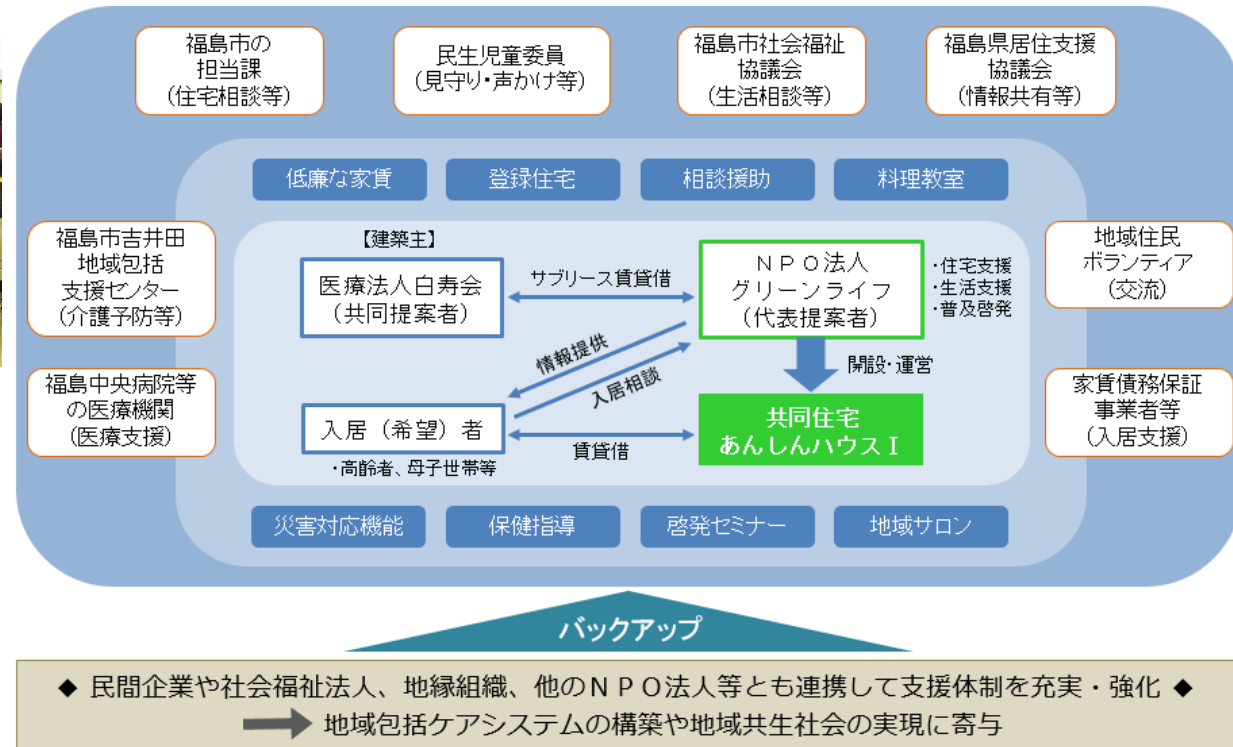 福島市の
担当課
(住宅相談等)
民生児童委員
(見守り・声かけ等)
福島市社会福祉
協議会
(生活相談等)
福島県居住支援
協議会
(情報共有等)
低廉な家賃
登録住宅
相談援助
料理教室
福島市吉井田
地域包括
支援センター
(介護予防等)
【建築主】
医療法人白寿会
(共同提案者)
サブリース賃貸借
NPO法人
グリーンライフ
(代表提案者)
・住宅支援
・生活支援
・普及啓発
地域住民
ボランティア
(交流)
情報提供
入居相談
開設・運営
福島中央病院等
の医療機関
(医療支援)
入居(希望)者
・高齢者、母子世帯等
賃貸借
共同住宅
あんしんハウスⅠ
家賃債務保証
事業者等
(入居支援)
災害対応機能
保健指導
啓発セミナー
地域サロン
バックアップ
◆ 民間企業や社会福祉法人、地縁組織、他のNPO法人等とも連携して支援体制を充実・強化 ◆
地域包括ケアシステムの構築や地域共生社会の実現に寄与